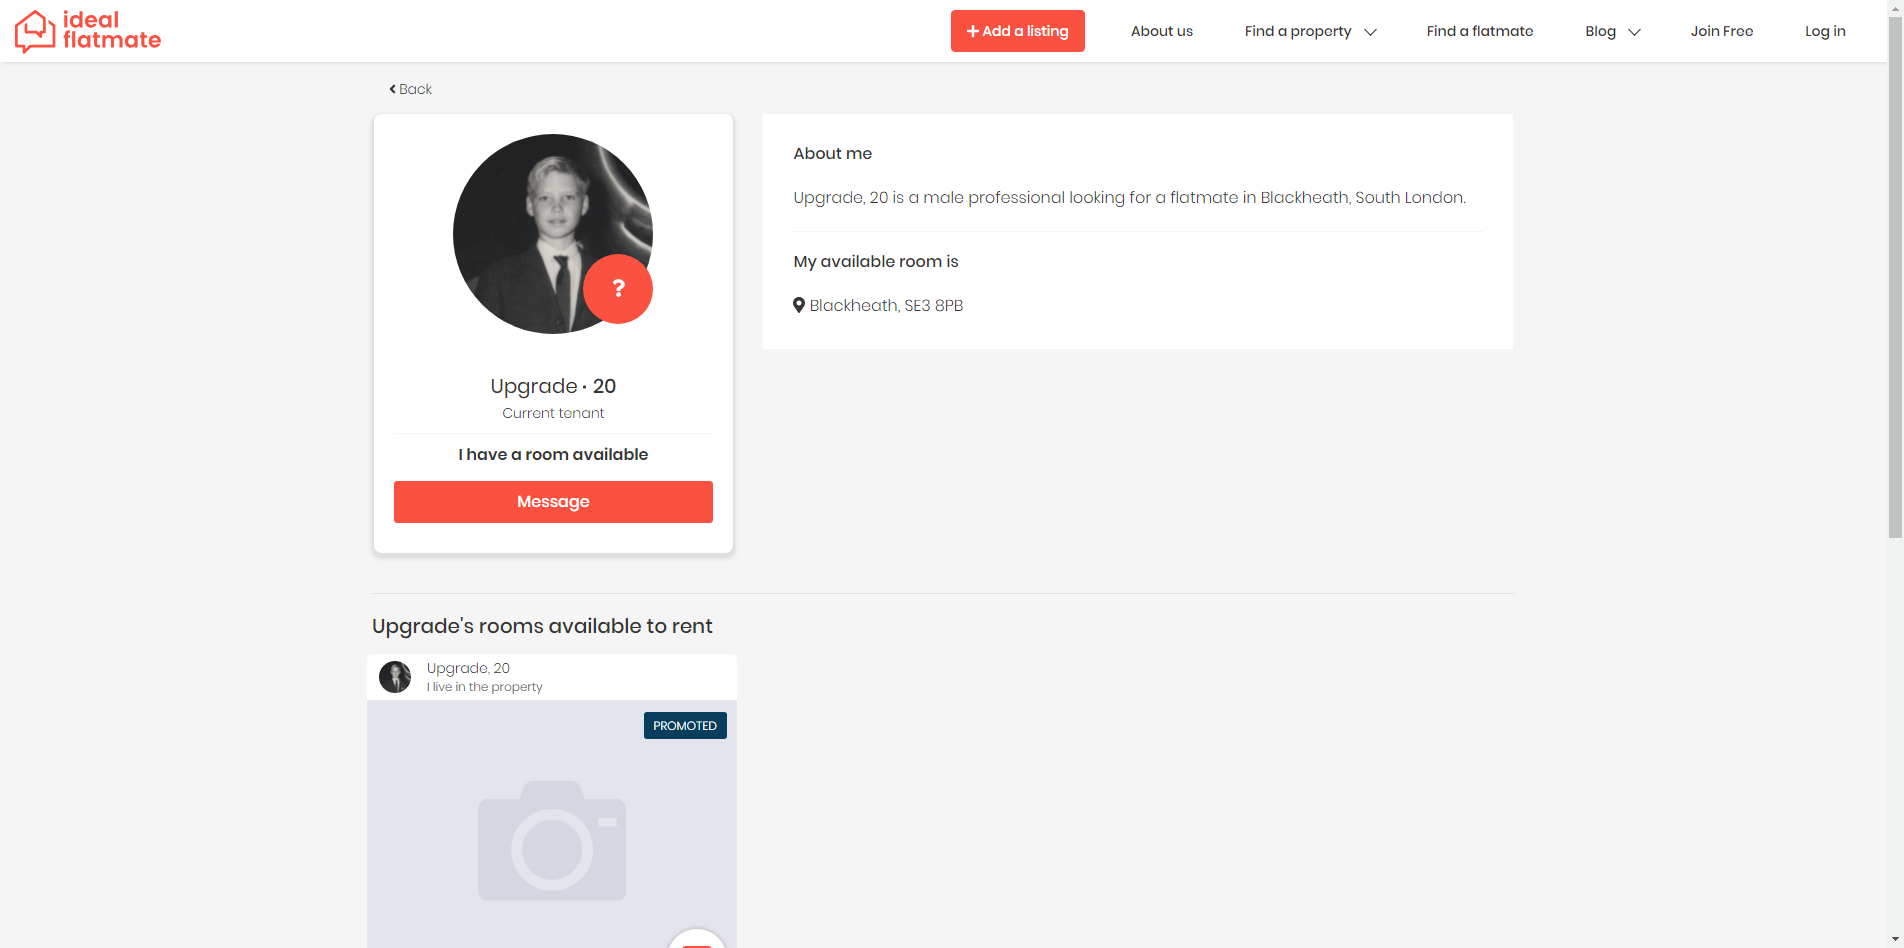 ideal
flatmate
Add a listing
About us
Find a property
Find a flatmate
Blog
Join Free
Log in
Back
?
Upgrade · 20
Current tenant
I have a room available
Message
About me
Upgrade, 20 is a male professional looking for a flatmate in Blackheath, South London.
My available room is
Blackheath, SE3 8PB
Upgrade's rooms available to rent
Upgrade, 20
I live in the property
PROMOTED